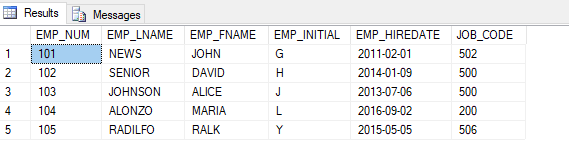 Results Messages
EMP_NUM EMP_LNAME EMP_FNAME EMP_INITIAL EMP_HIREDATE JOB_CODE
1 101 NEWS JOHN G 2011-02-01 502
2 102 SENIOR DAVID H 2014-01-09 500
3 103 JOHNSON ALICE J 2013-07-06 500
4 104 ALONZO MARIA L 2016-09-02 200
5 105 RADILFO RALK Y 2015-05-05 506